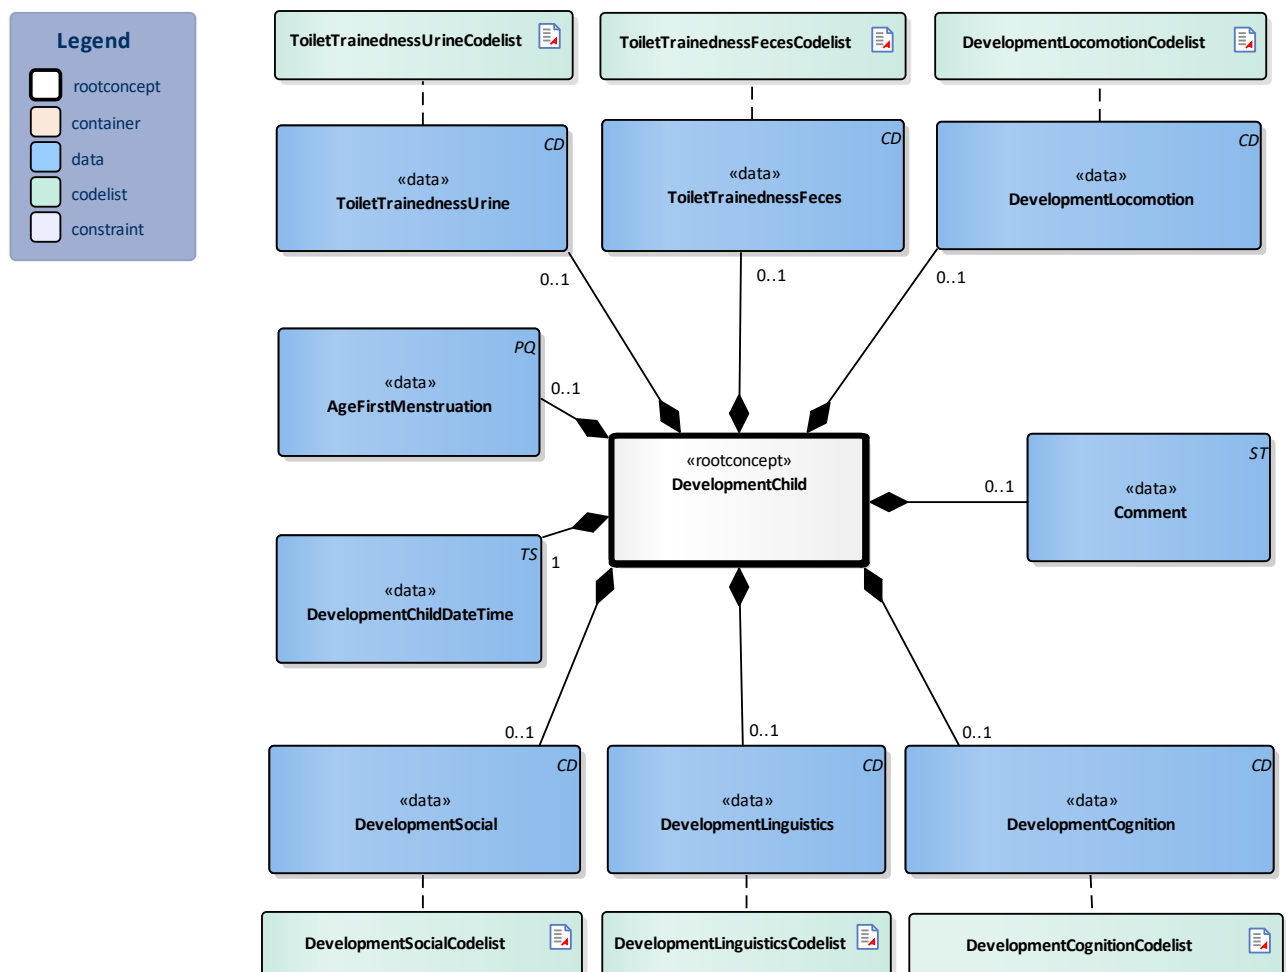 Legend
rootconcept
container
data
codelist
constraint
ToiletTrainednessUrineCodelist
ToiletTrainednessFecesCodelist
DevelopmentLocomotionCodelist
CD
«data»
ToiletTrainednessUrine
CD
«data»
ToiletTrainednessFeces
CD
«data»
DevelopmentLocomotion
0..1
0..1
0..1
PQ
«data»
AgeFirstMenstruation
0..1
«rootconcept»
DevelopmentChild
ST
«data»
Comment
0..1
TS
«data»
DevelopmentChildDateTime
1
0..1
0..1
0..1
CD
«data»
DevelopmentSocial
CD
«data»
DevelopmentLinguistics
CD
«data»
DevelopmentCognition
DevelopmentSocialCodelist
DevelopmentLinguisticsCodelist
DevelopmentCognitionCodelist